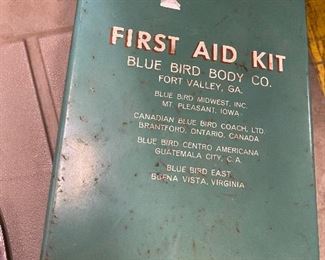 FIRST AID KIT
BLUE BIRD BODY CO.
FORT VALLEY, GA.
BLUE BIRD MIDWEST, INC.
MT. PLEASANT, IOWA
CANADIAN BLUE BIRD COACH, LTD.
BRANTFORD, ONTARIO, CANADA
BLUE BIRD CENTRO AMERICANA
GUATEMALA CITY, C.A.
BLUE BIRD EAST
BUENA VISTA, VIRGINIA